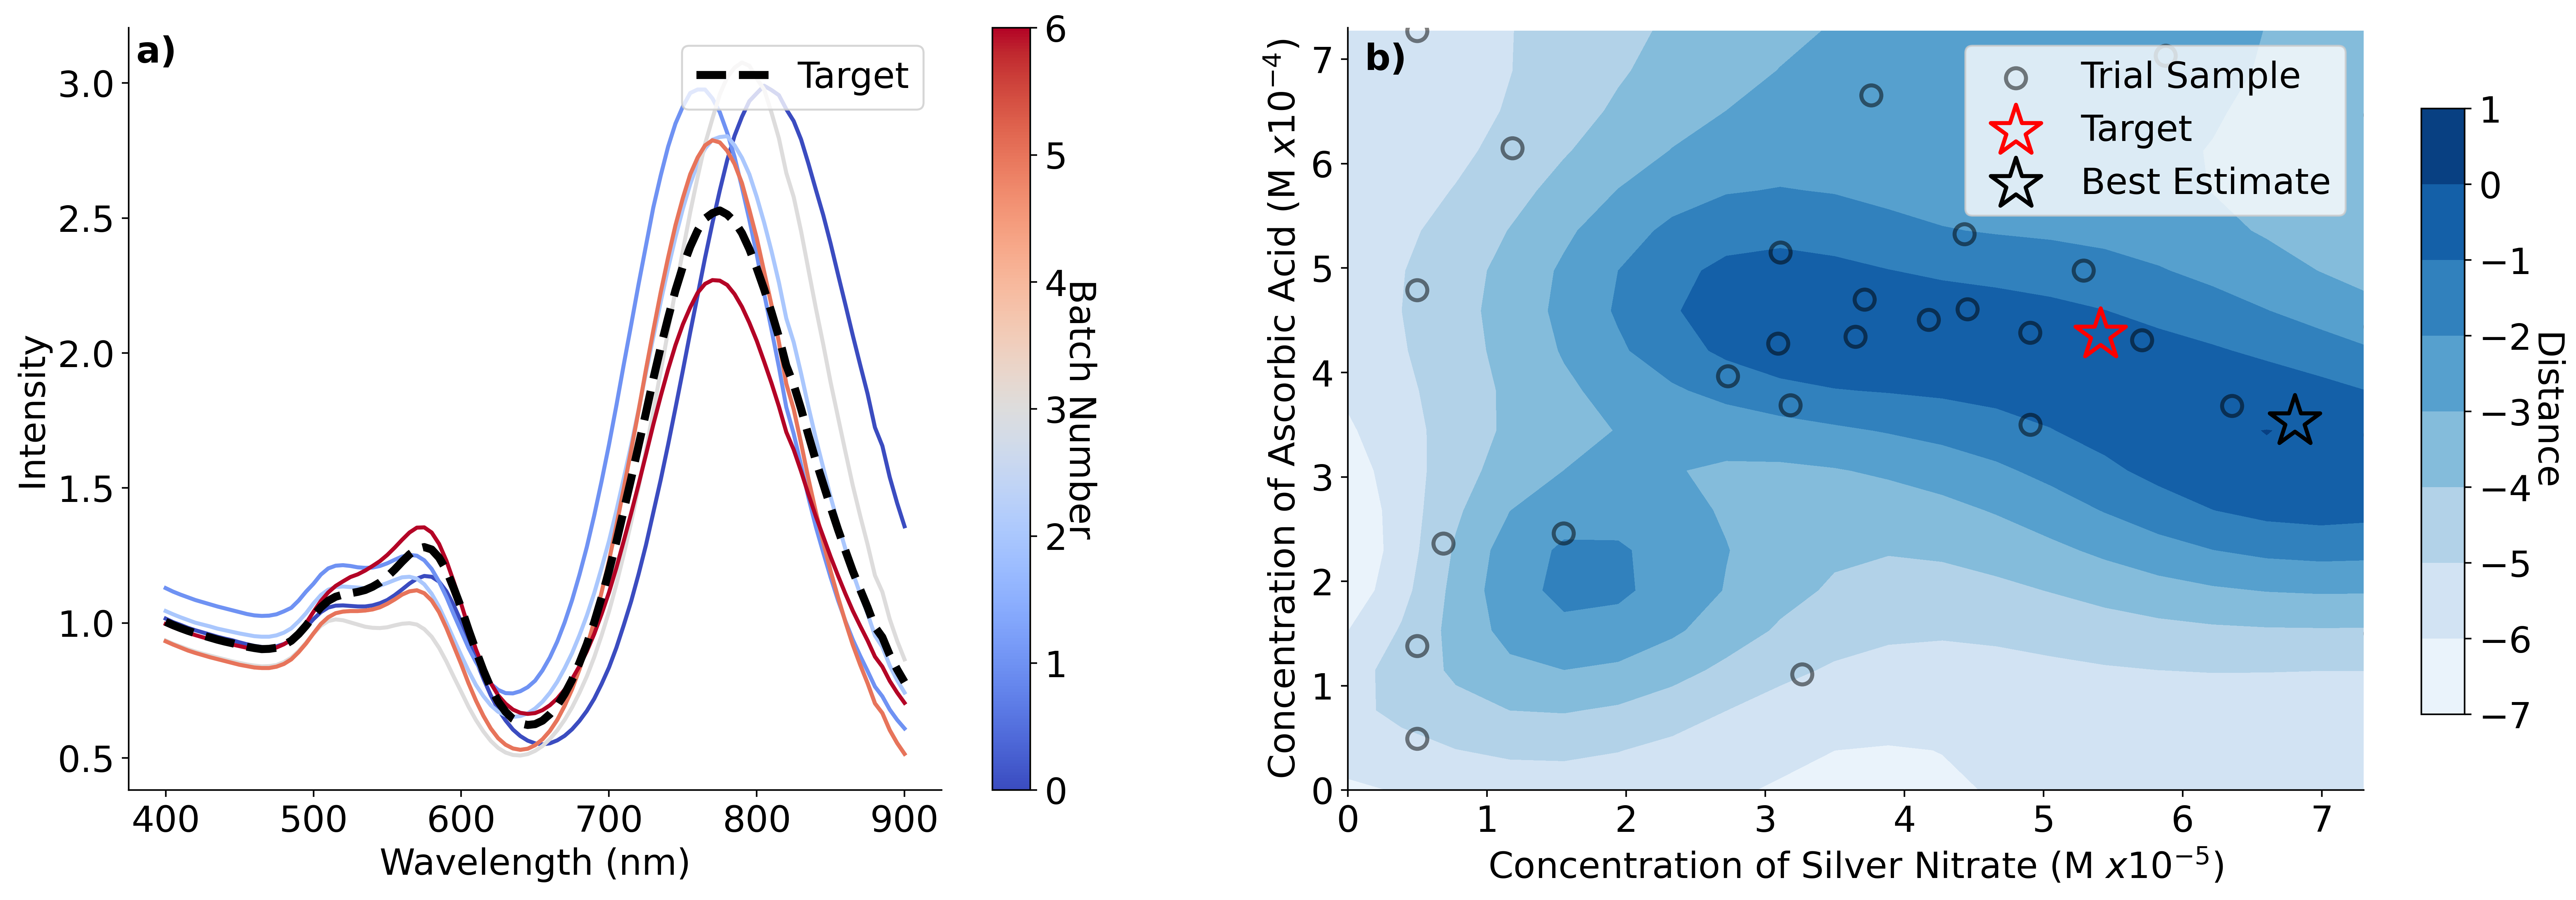 a)
Target
3.0
2.5
2.0
1.5
1.0
0.5
Intensity
400 500 600 700 800 900
Wavelength (nm)
6
5
4
3
2
1
0
Batch Number
b)
Trial Sample
Target
Best Estimate
7
6
5
4
3
2
1
0
Concentration of Ascorbic Acid (M x10⁻⁴)
0 1 2 3 4 5 6 7
Concentration of Silver Nitrate (M x10⁻⁵)
1
0
−1
−2
−3
−4
−5
−6
−7
Distance